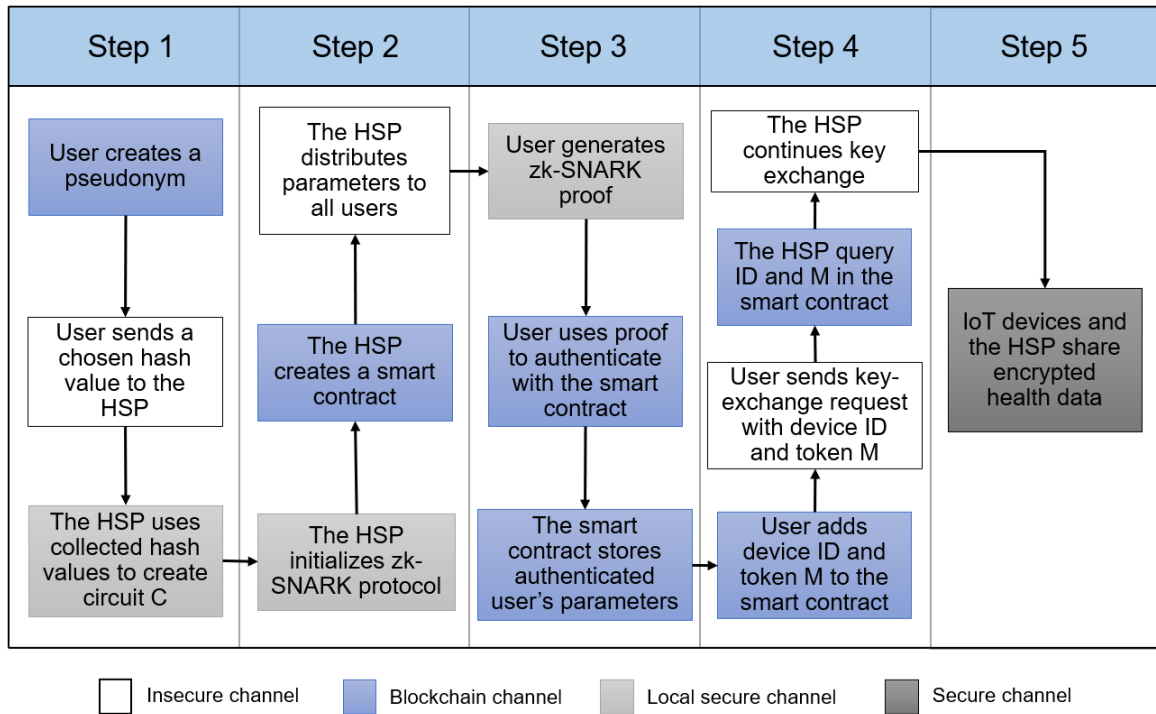 Step 1
Step 2
Step 3
Step 4
Step 5
User creates a
pseudonym
User sends a
chosen hash
value to the
HSP
The HSP uses
collected hash
values to create
circuit C
The HSP
distributes
parameters to
all users
The HSP
creates a smart
contract
The HSP
initializes zk-
SNARK protocol
User generates
zk-SNARK
proof
User uses proof
to authenticate
with the smart
contract
The smart
contract stores
authenticated
user's parameters
The HSP
continues key
exchange
The HSP query
ID and M in the
smart contract
User sends key-
exchange request
with device ID
and token M
User adds
device ID and
token M to the
smart contract
IoT devices and
the HSP share
encrypted
health data
Insecure channel
Blockchain channel
Local secure channel
Secure channel